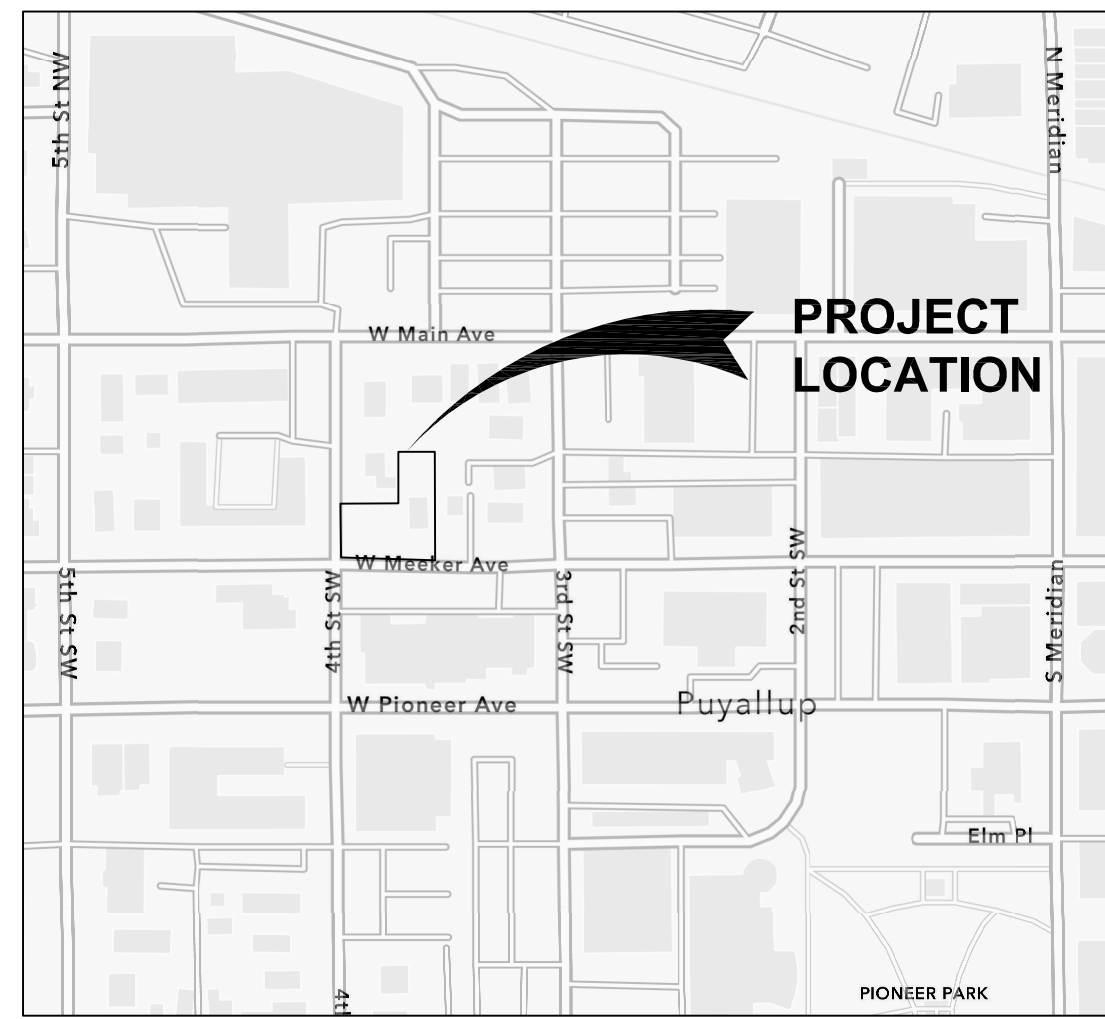 5th St NW
N Meridian
PROJECT
LOCATION
W Main Ave
W Meeker Ave
5th St SW
4th St SW
3rd St SW
2nd St SW
S Meridian
W Pioneer Ave
Puyallup
Elm Pl
PIONEER PARK